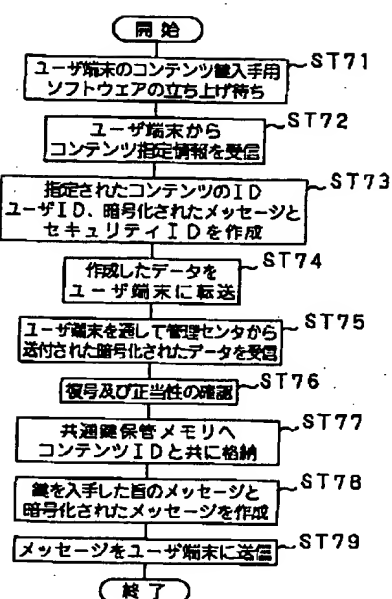 開始
ユーザ端末のコンテンツ鍵入手用
ソフトウェアの立ち上げ待ち
ST71
ユーザ端末から
コンテンツ指定情報を受信
ST72
指定されたコンテンツのID
ユーザID、暗号化されたメッセージと
セキュリティIDを作成
ST73
作成したデータを
ユーザ端末に転送
ST74
ユーザ端末を通して管理センタから
送付された暗号化されたデータを受信
ST75
復号及び正当性の確認
ST76
共通鍵保管メモリへ
コンテンツIDと共に格納
ST77
鍵を入手した旨のメッセージと
暗号化されたメッセージを作成
ST78
メッセージをユーザ端末に送信
ST79
終了